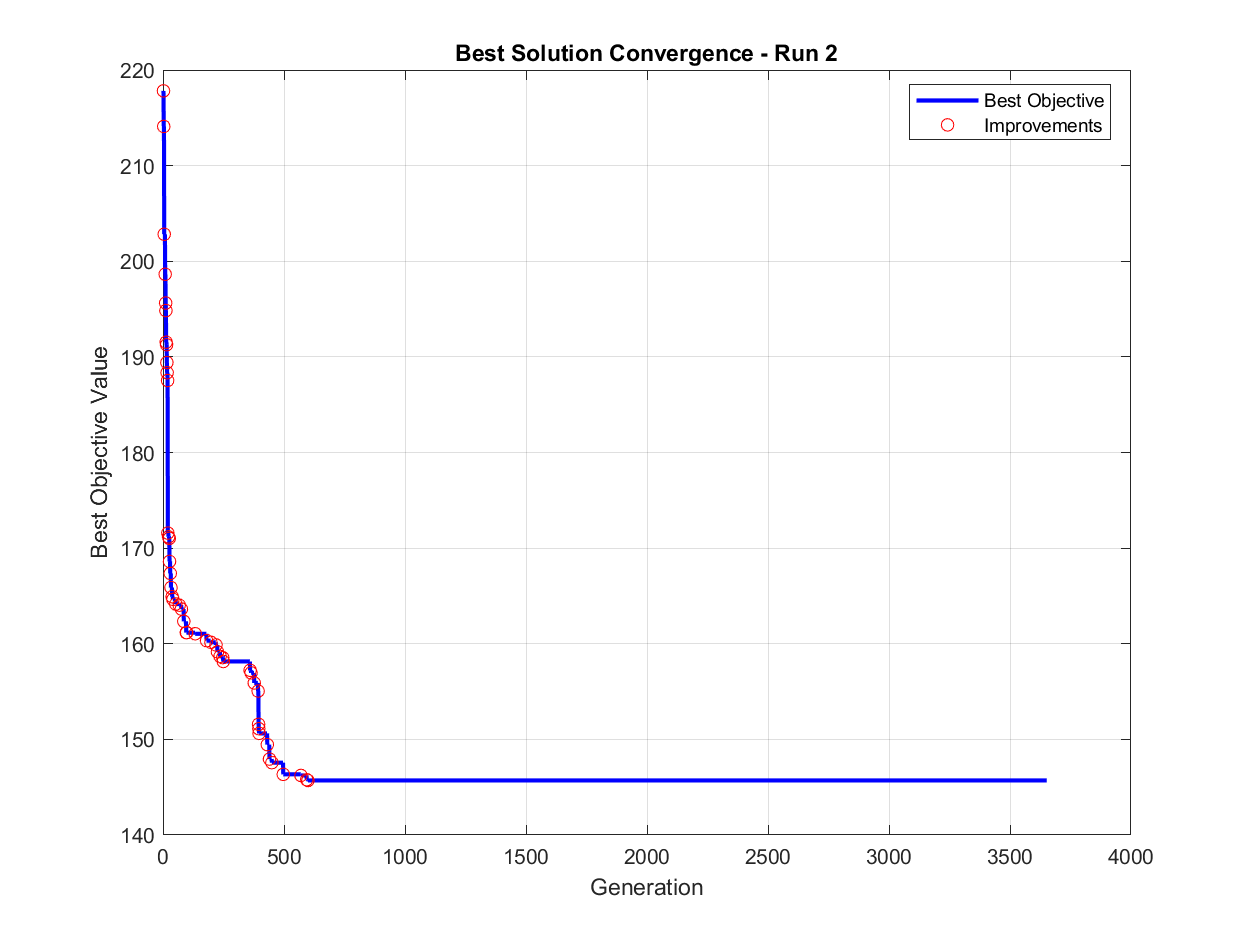 Best Solution Convergence - Run 2
Best Objective
Improvements
Best Objective Value
220
210
200
190
180
170
160
150
140
0 500 1000 1500 2000 2500 3000 3500 4000
Generation